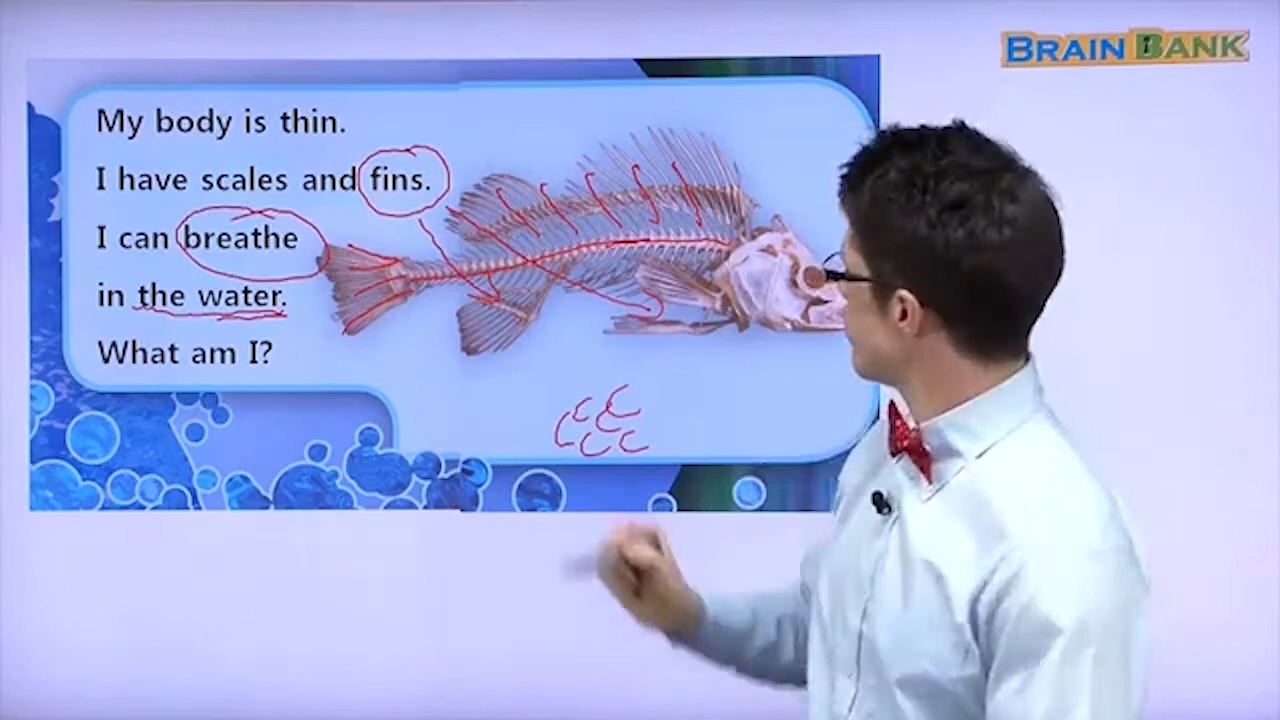 BRAIN BANK
My body is thin.
I have scales and fins.
I can breathe
in the water.
What am I?